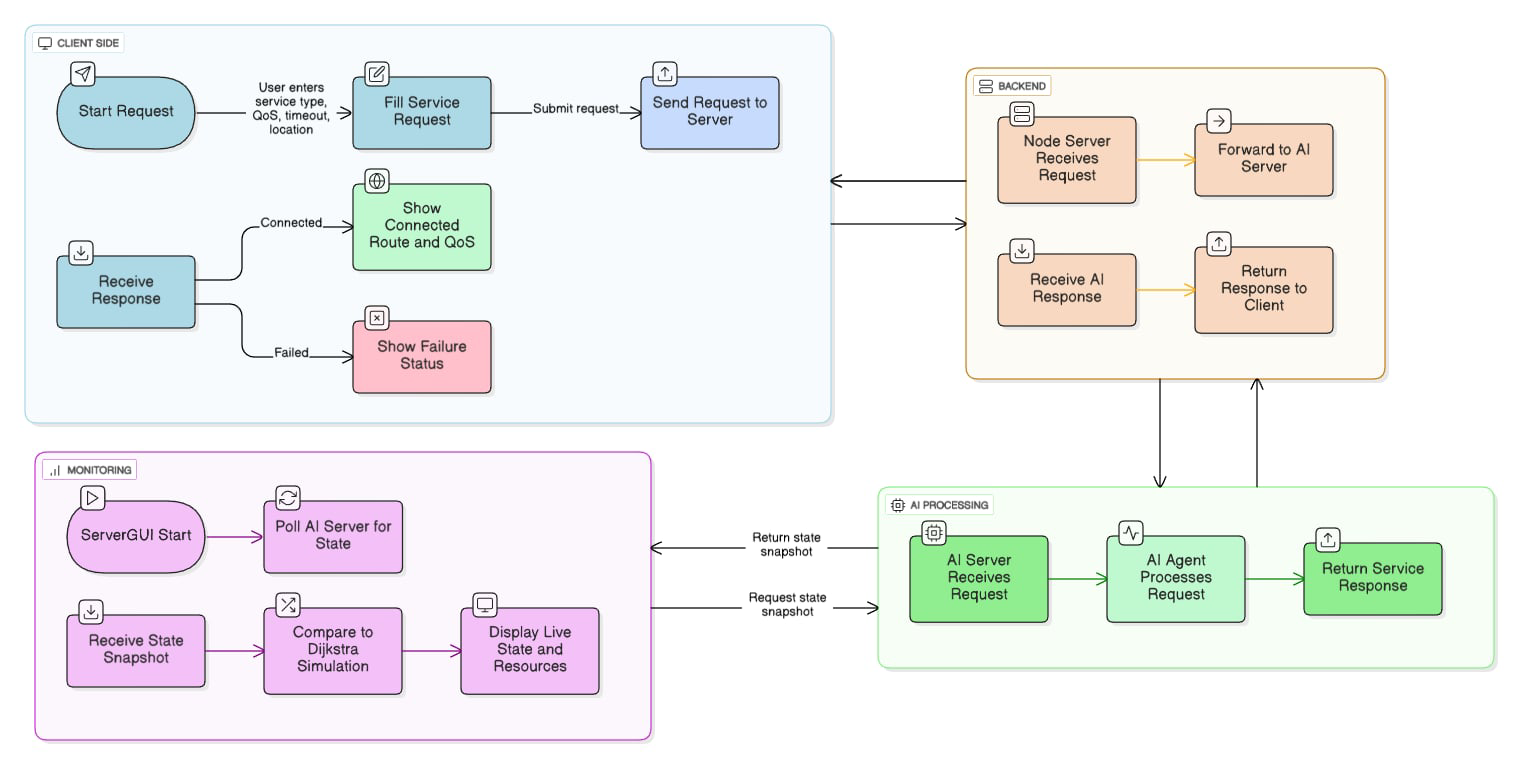 CLIENT SIDE
Start Request
User enters
service type,
QoS, timeout,
location
Fill Service
Request
Submit request
Send Request to
Server
Receive
Response
Connected
Show
Connected
Route and QoS
Failed
Show Failure
Status
BACKEND
Node Server
Receives
Request
Forward to AI
Server
Receive AI
Response
Return
Response to
Client
MONITORING
ServerGUI Start
Poll AI Server for
State
Receive State
Snapshot
Compare to
Dijkstra
Simulation
Display Live
State and
Resources
Return state
snapshot
Request state
snapshot
AI PROCESSING
AI Server
Receives
Request
AI Agent
Processes
Request
Return Service
Response